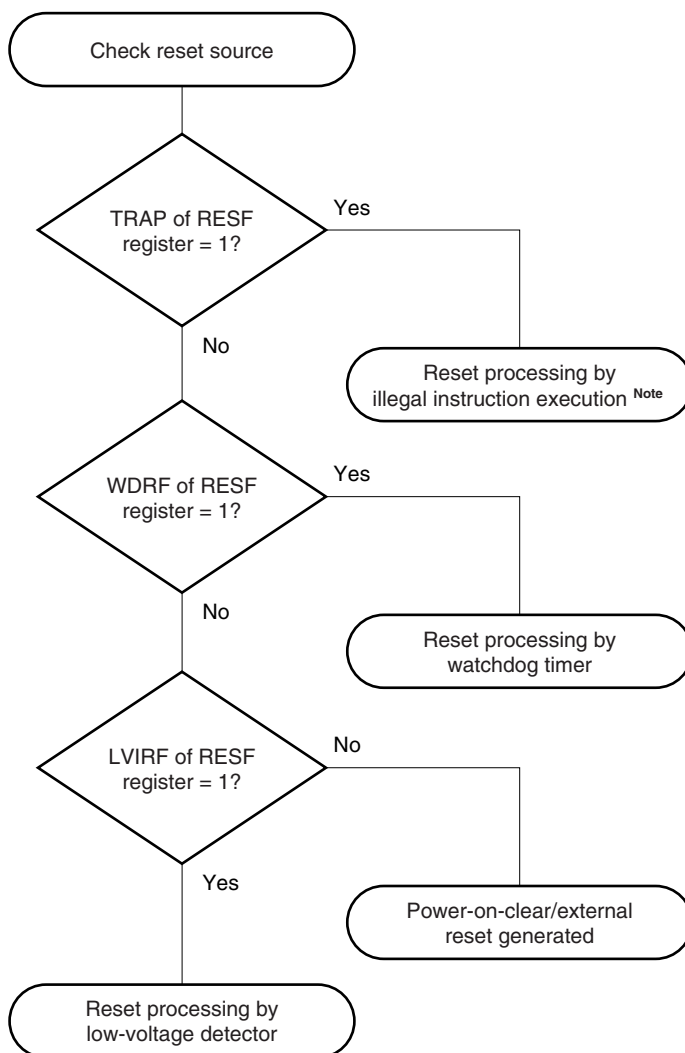 Check reset source
TRAP of RESF
register = 1?
Yes
No
Reset processing by
illegal instruction execution Note
WDRF of RESF
register = 1?
Yes
No
Reset processing by
watchdog timer
LVIRF of RESF
register = 1?
No
Yes
Power-on-clear/external
reset generated
Reset processing by
low-voltage detector